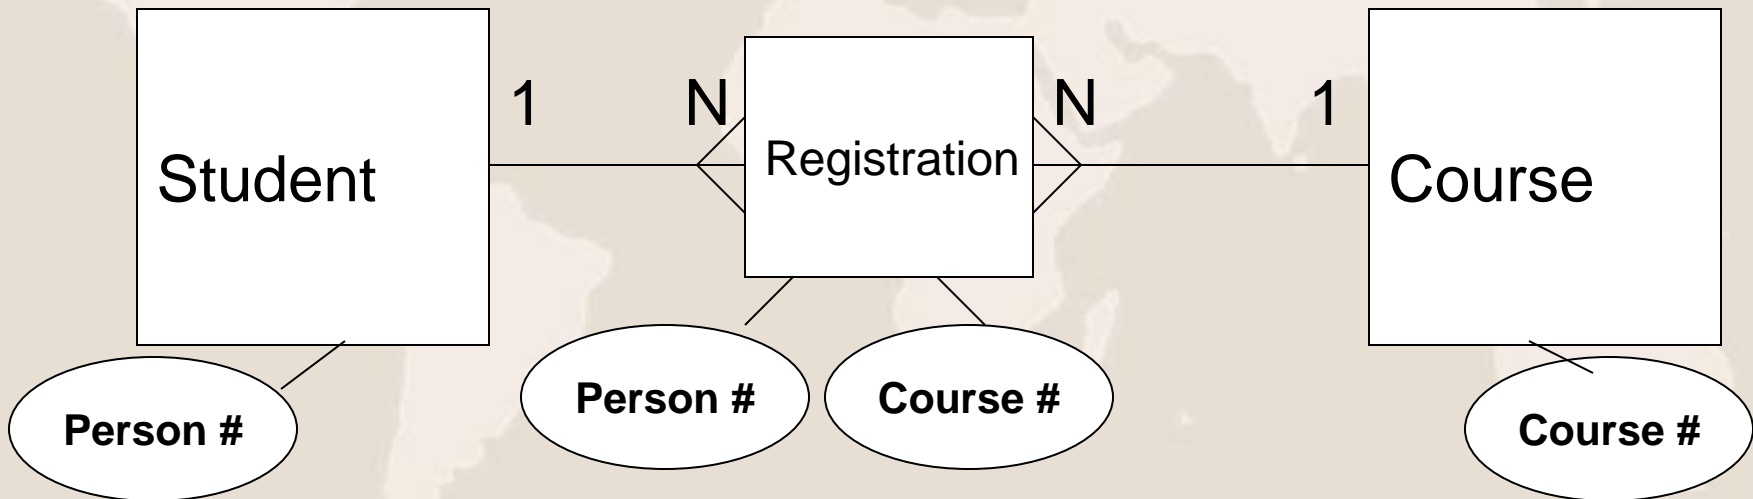 1 N N 1
Student
Registration
Course
Person #
Person #
Course #
Course #